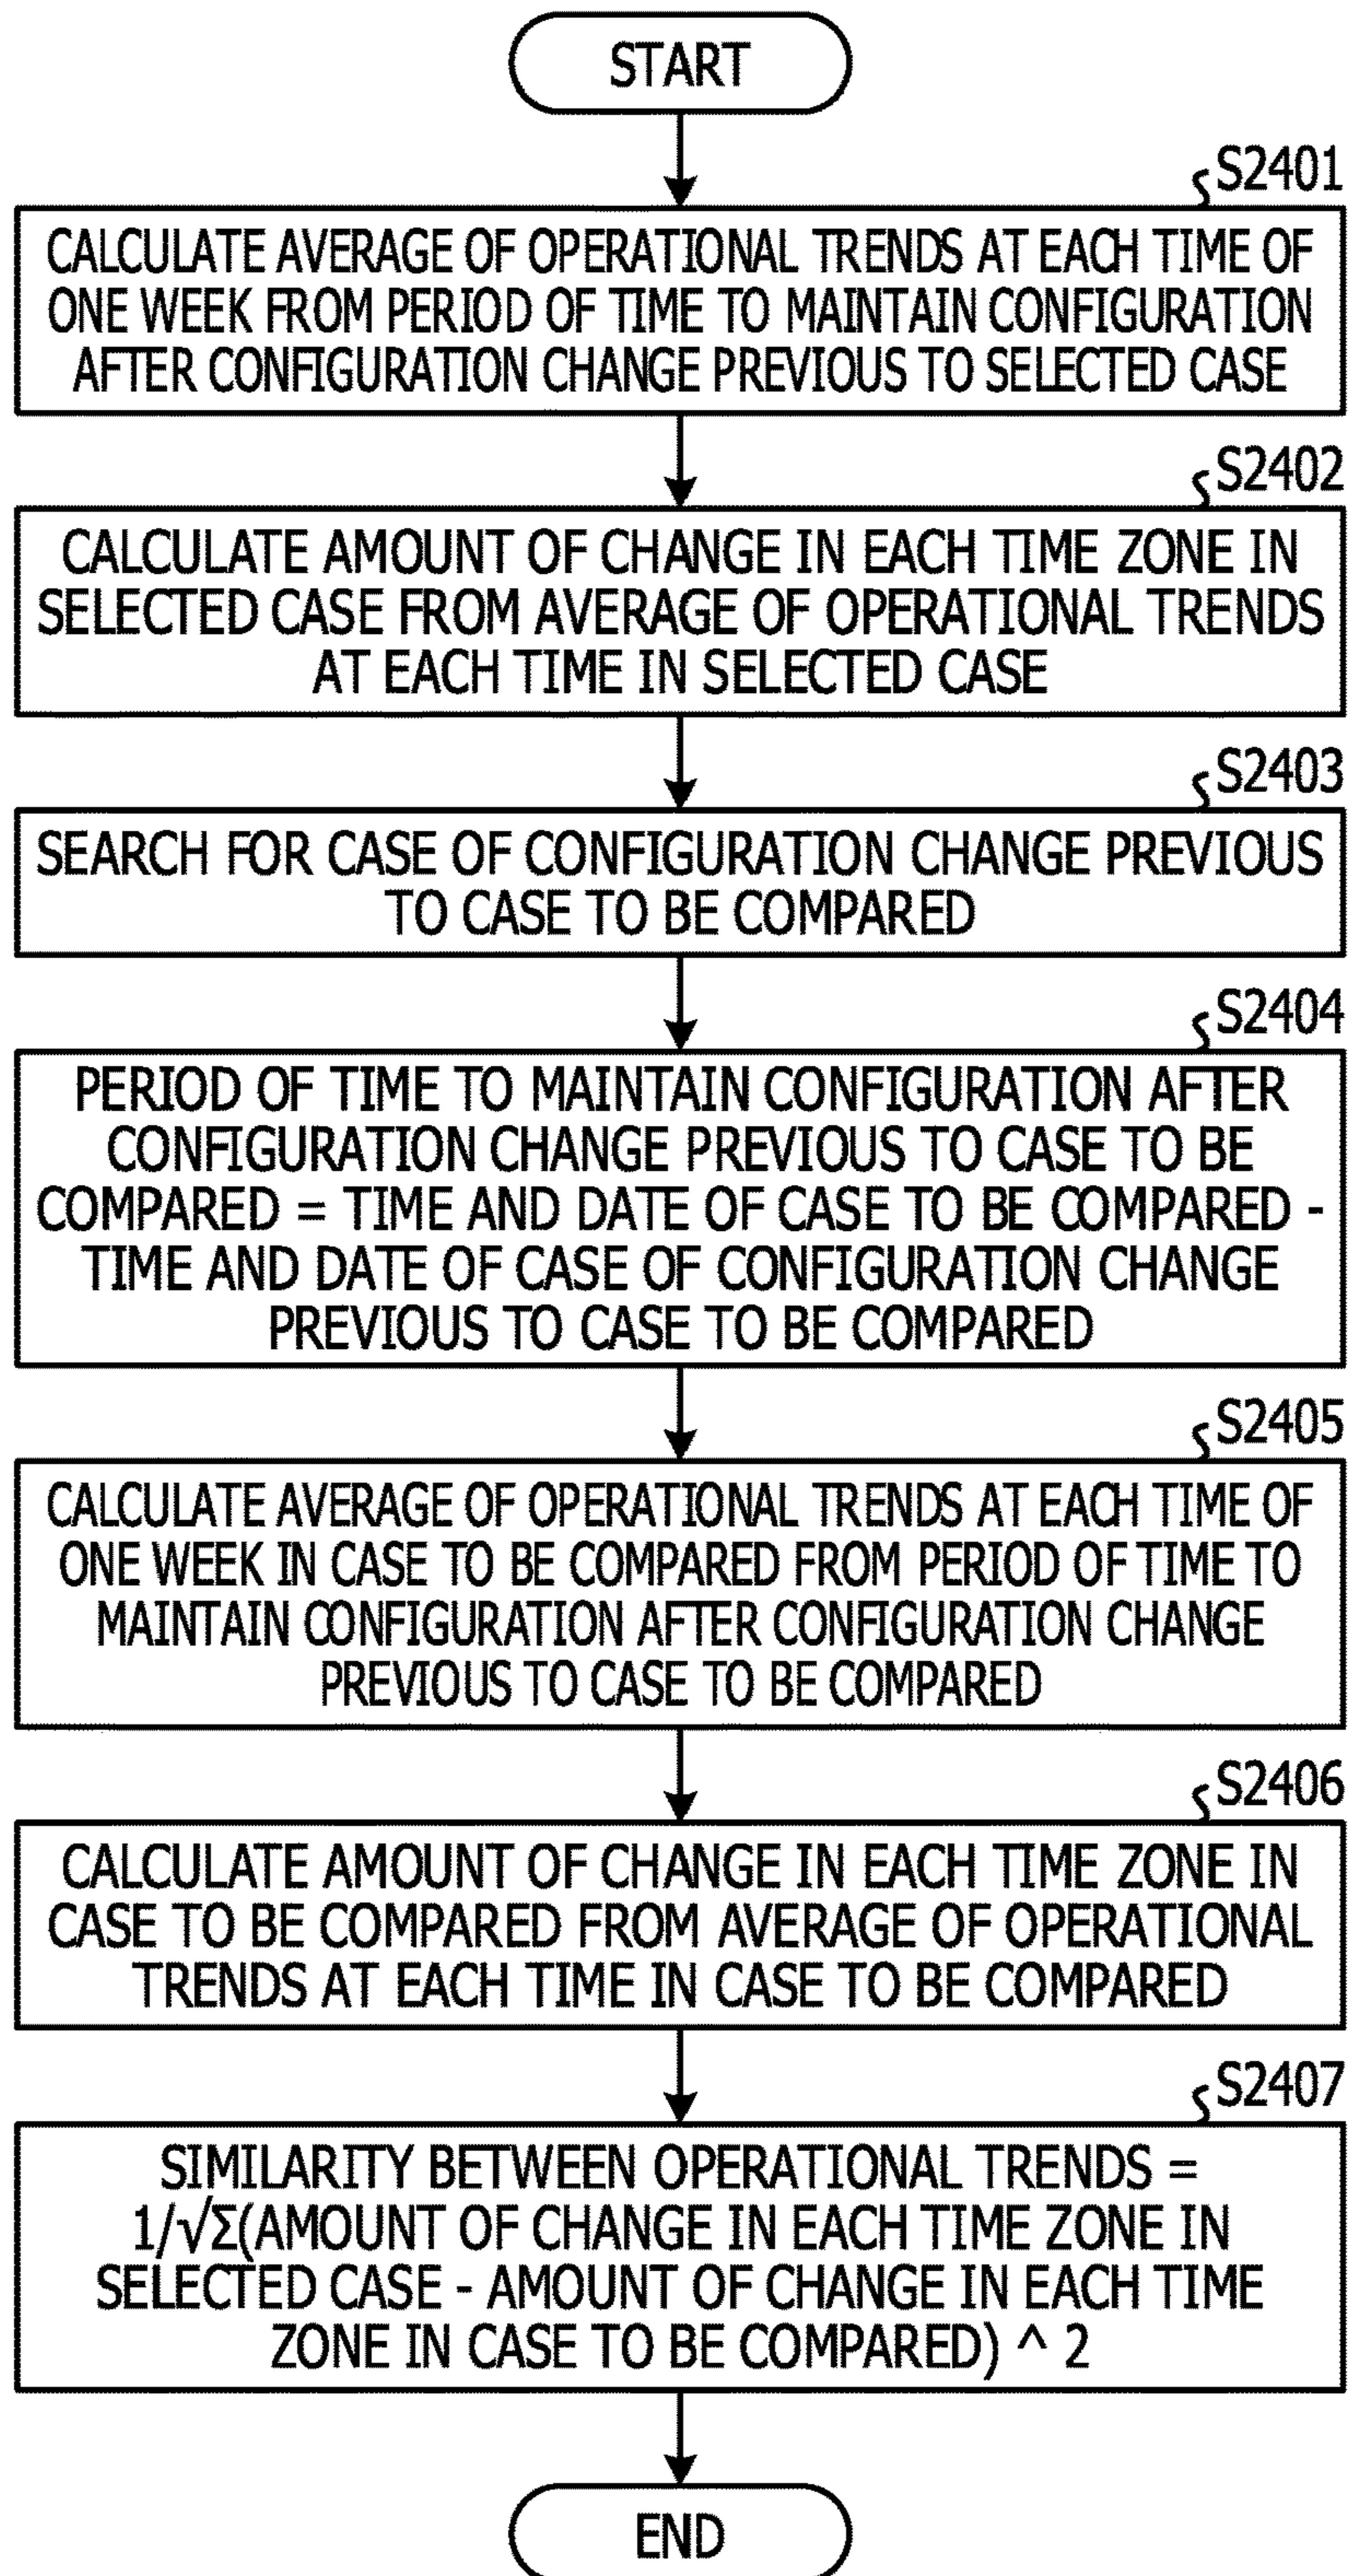 START
S2401
CALCULATE AVERAGE OF OPERATIONAL TRENDS AT EACH TIME OF
ONE WEEK FROM PERIOD OF TIME TO MAINTAIN CONFIGURATION
AFTER CONFIGURATION CHANGE PREVIOUS TO SELECTED CASE
S2402
CALCULATE AMOUNT OF CHANGE IN EACH TIME ZONE IN
SELECTED CASE FROM AVERAGE OF OPERATIONAL TRENDS
AT EACH TIME IN SELECTED CASE
S2403
SEARCH FOR CASE OF CONFIGURATION CHANGE PREVIOUS
TO CASE TO BE COMPARED
S2404
PERIOD OF TIME TO MAINTAIN CONFIGURATION AFTER
CONFIGURATION CHANGE PREVIOUS TO CASE TO BE
COMPARED = TIME AND DATE OF CASE TO BE COMPARED -
TIME AND DATE OF CASE OF CONFIGURATION CHANGE
PREVIOUS TO CASE TO BE COMPARED
S2405
CALCULATE AVERAGE OF OPERATIONAL TRENDS AT EACH TIME OF
ONE WEEK IN CASE TO BE COMPARED FROM PERIOD OF TIME TO
MAINTAIN CONFIGURATION AFTER CONFIGURATION CHANGE
PREVIOUS TO CASE TO BE COMPARED
S2406
CALCULATE AMOUNT OF CHANGE IN EACH TIME ZONE IN
CASE TO BE COMPARED FROM AVERAGE OF OPERATIONAL
TRENDS AT EACH TIME IN CASE TO BE COMPARED
S2407
SIMILARITY BETWEEN OPERATIONAL TRENDS =
1/√Σ(AMOUNT OF CHANGE IN EACH TIME ZONE IN
SELECTED CASE - AMOUNT OF CHANGE IN EACH TIME
ZONE IN CASE TO BE COMPARED) ^ 2
END